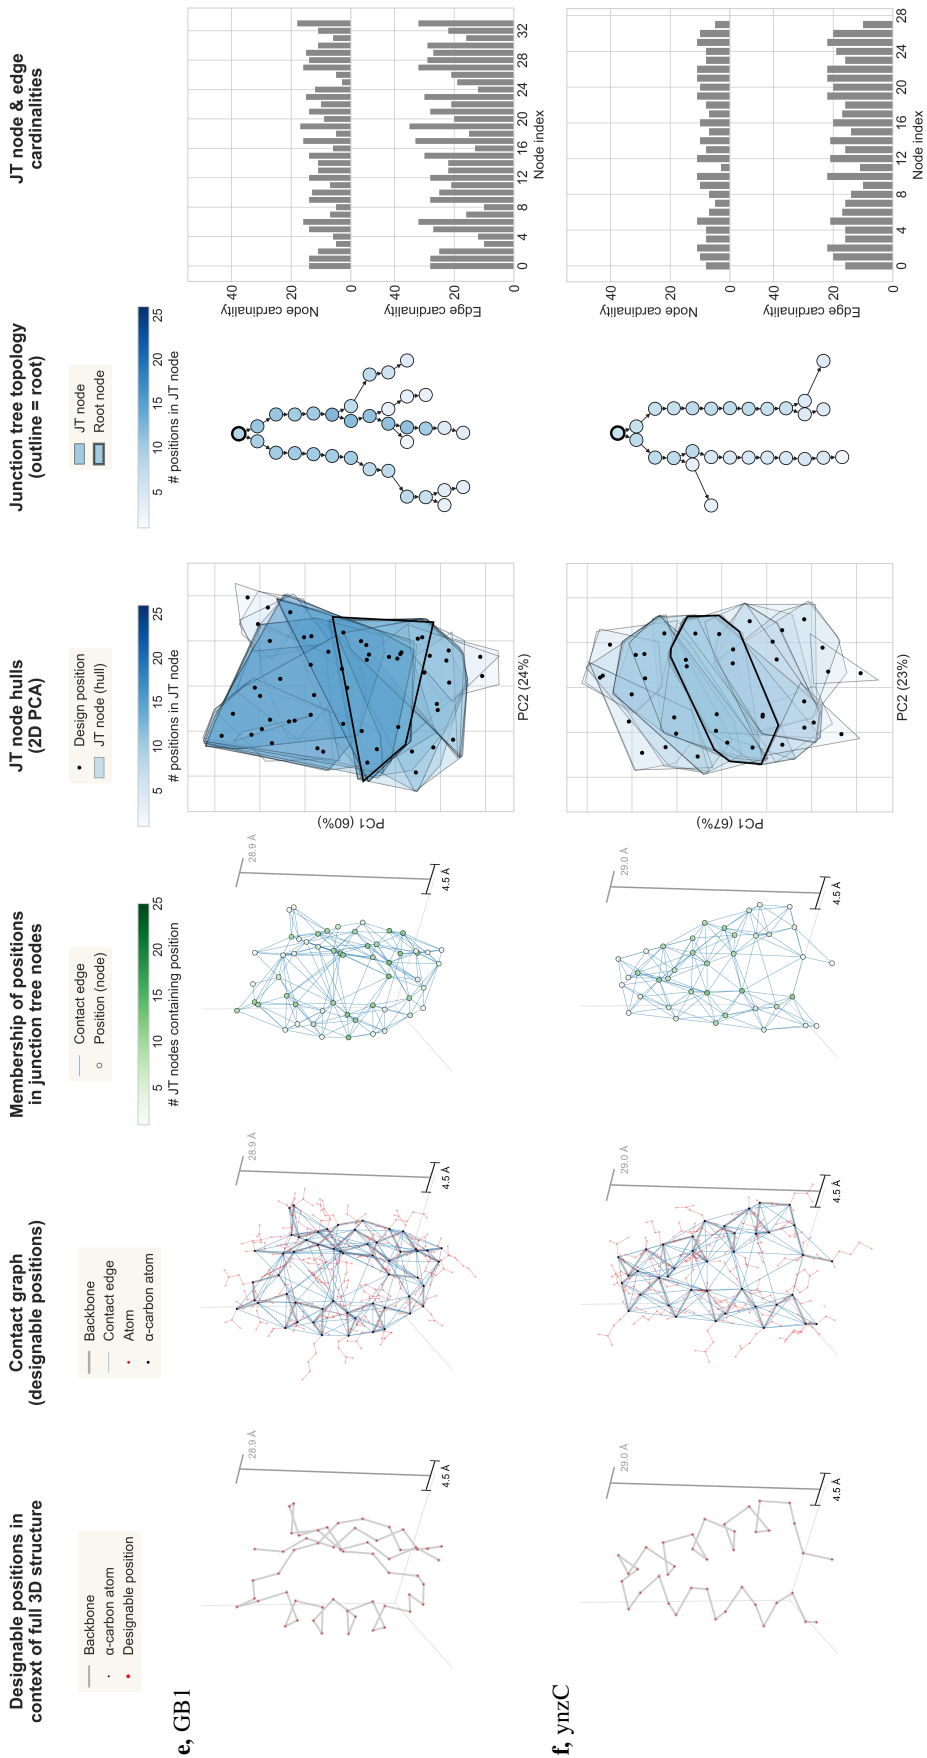 Designable positions in
context of full 3D structure
Backbone
α-carbon atom
Designable position
Contact graph
(designable positions)
Backbone
Contact edge
Atom
α-carbon atom
Membership of positions
in junction tree nodes
Contact edge
Position (node)
5 10 15 20 25
# JT nodes containing position
JT node hulls
(2D PCA)
Design position
JT node (hull)
5 10 15 20 25
# positions in JT node
Junction tree topology
(outline = root)
JT node
Root node
5 10 15 20 25
# positions in JT node
JT node & edge
cardinalities
e, GB1
28.9 Å
4.5 Å
28.9 Å
4.5 Å
28.9 Å
4.5 Å
PC1 (60%)
PC2 (24%)
40
20
0
Node cardinality
40
20
0
Edge cardinality
0 4 8 12 16 20 24 28 32
Node index
f, ynzC
29.0 Å
4.5 Å
29.0 Å
4.5 Å
29.0 Å
4.5 Å
PC1 (67%)
PC2 (23%)
40
20
0
Node cardinality
40
20
0
Edge cardinality
0 4 8 12 16 20 24 28
Node index